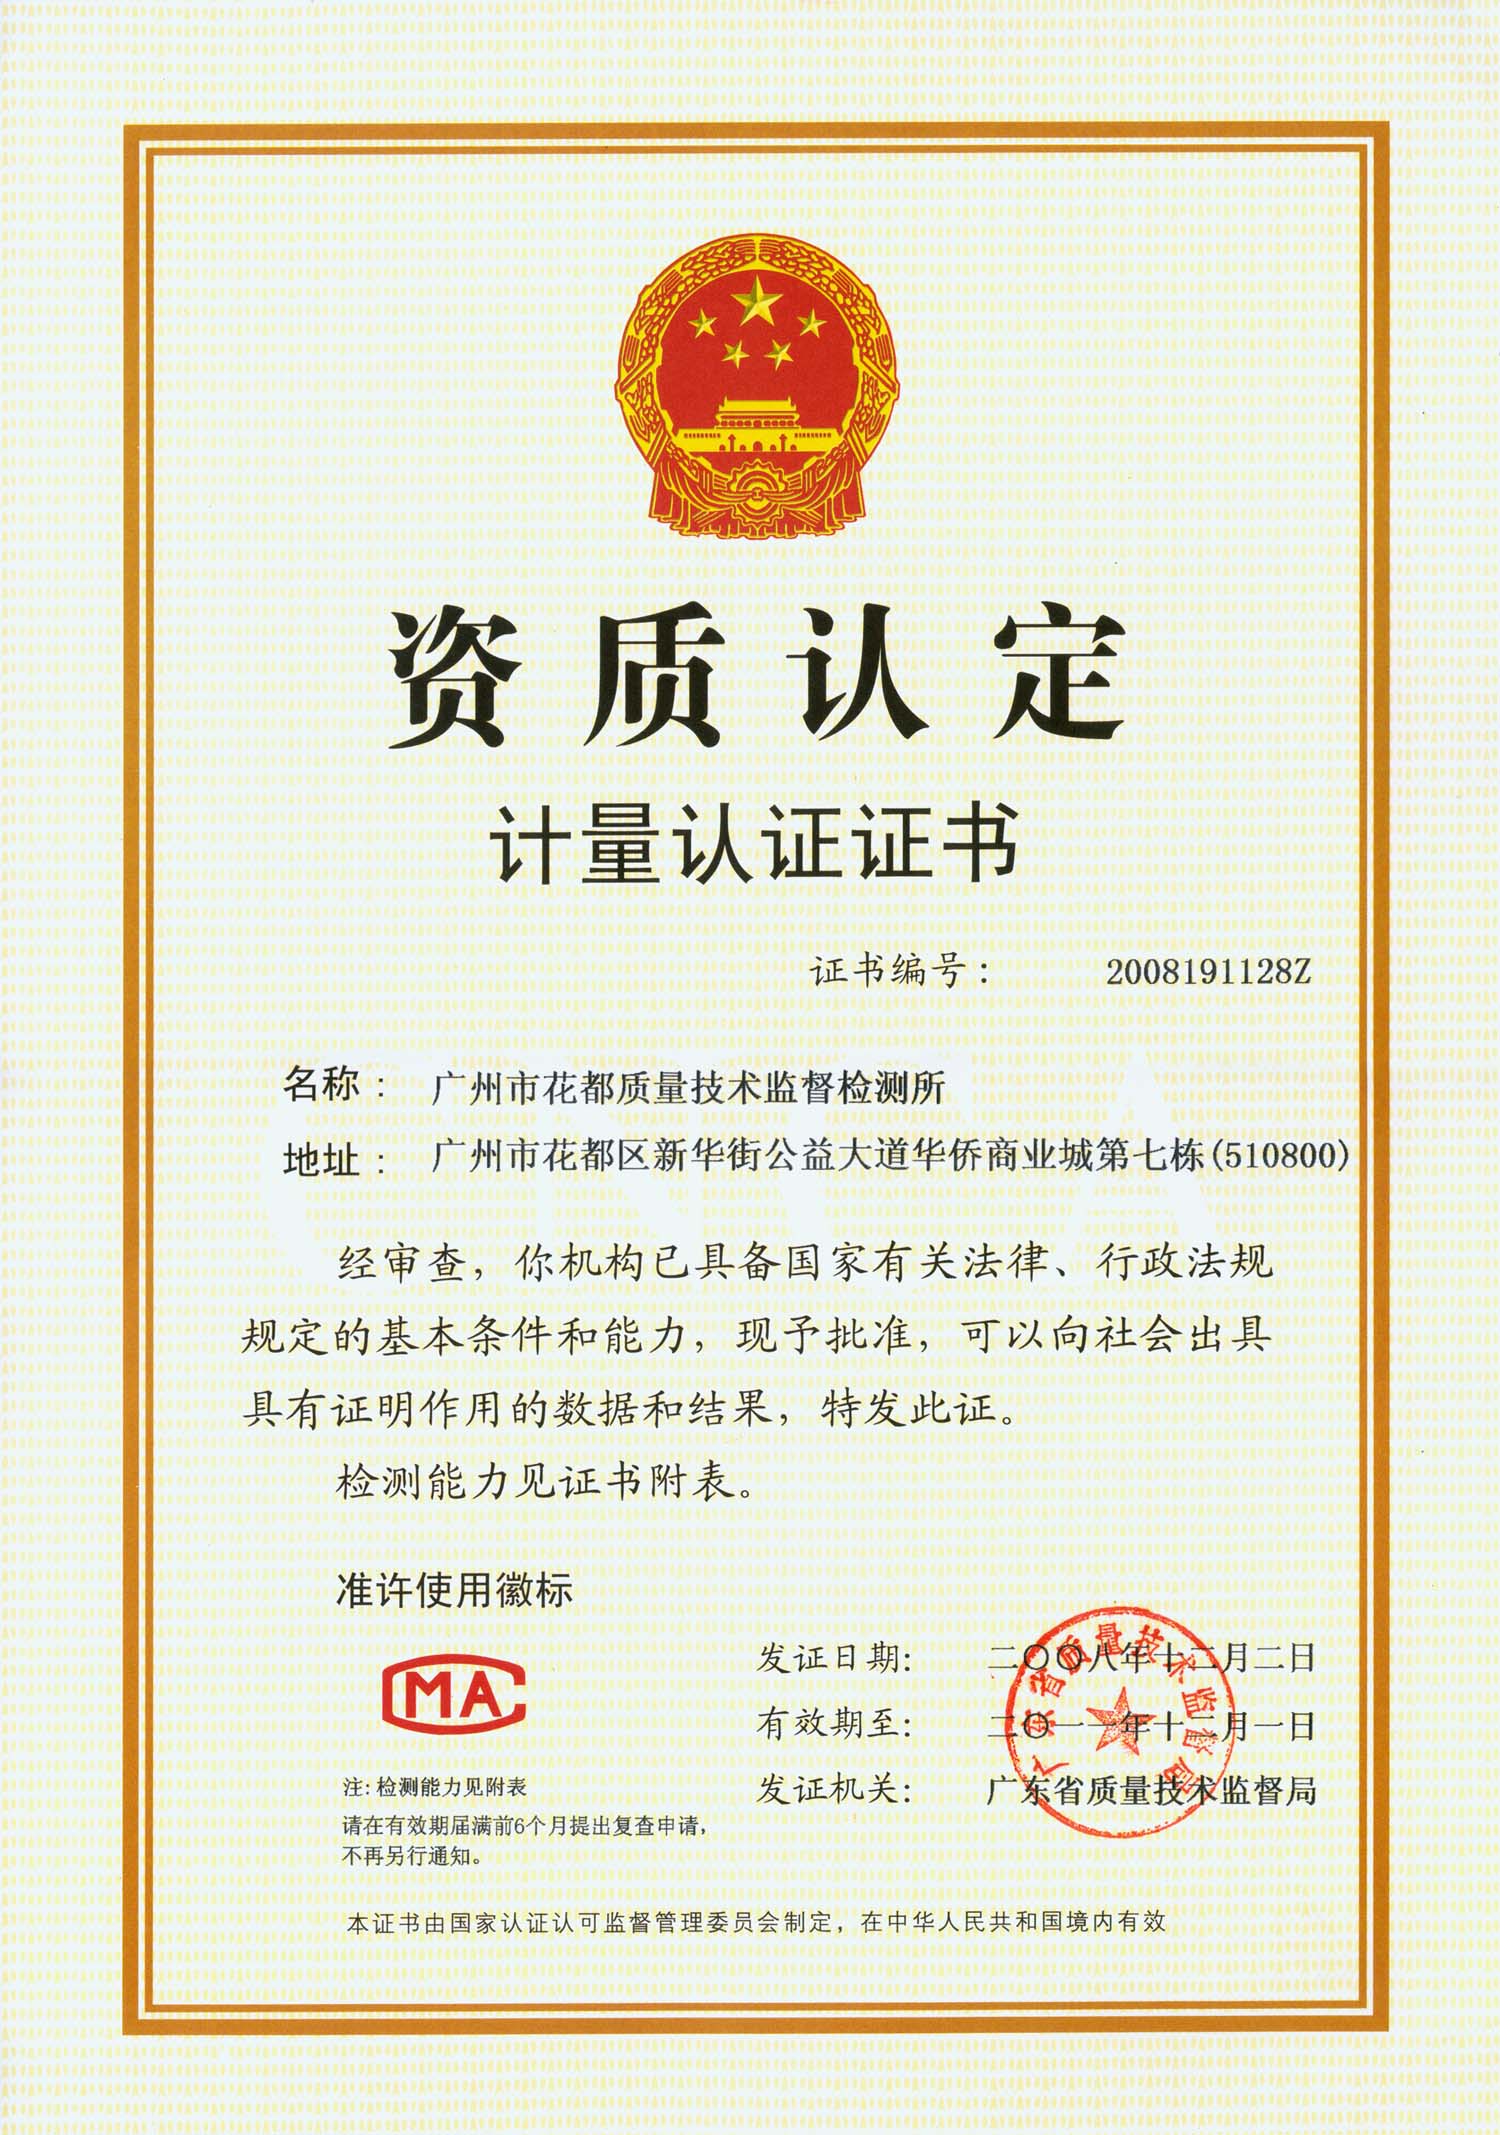 资质认定
计量认证证书
证书编号： 2008191128Z
名称： 广州市花都质量技术监督检测所
地址： 广州市花都区新华街公益大道华侨商业城第七栋(510800)
经审查，你机构已具备国家有关法律、行政法规
规定的基本条件和能力，现予批准，可以向社会出具
具有证明作用的数据和结果，特发此证。
检测能力见证书附表。
准许使用徽标
CMA
发证日期： 二〇〇八年十二月二日
有效期至： 二〇一一年十二月一日
发证机关： 广东省质量技术监督局
广东省质量技术监督局
注：检测能力见附表
请在有效期届满前6个月提出复查申请，
不再另行通知。
本证书由国家认证认可监督管理委员会制定，在中华人民共和国境内有效